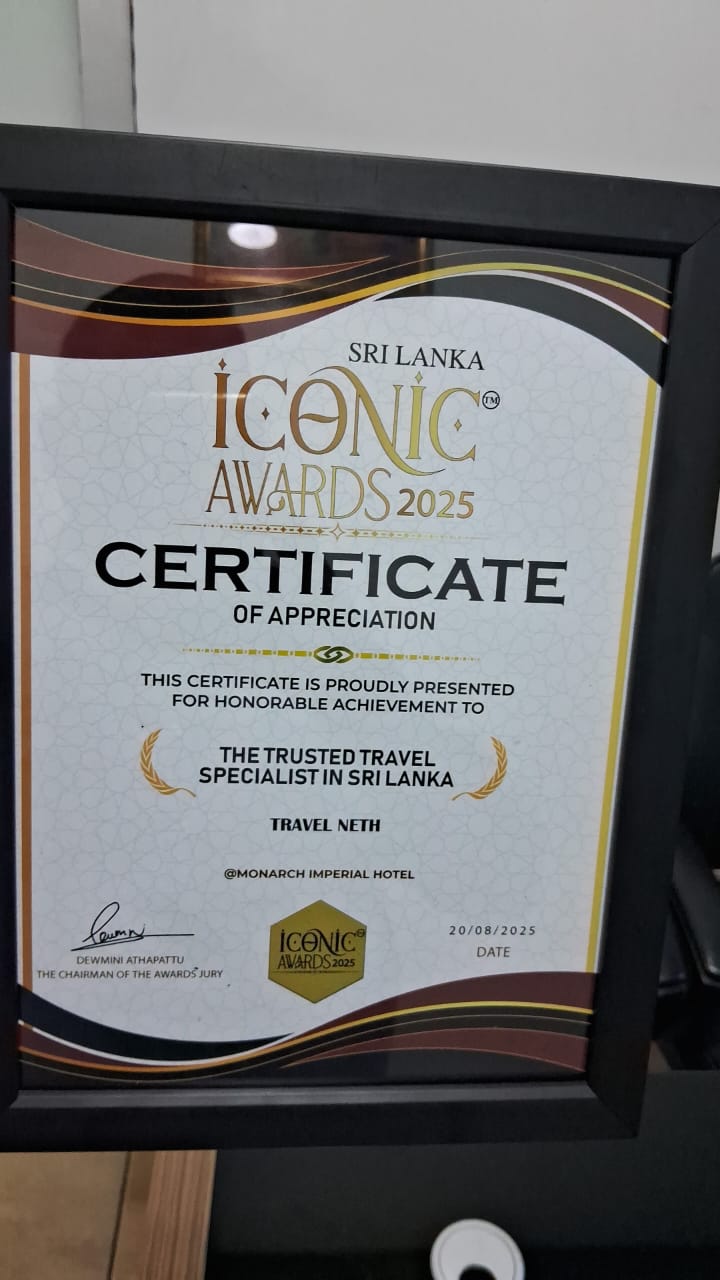 SRI LANKA
ICONIC TM
AWARDS 2025
CERTIFICATE
OF APPRECIATION
THIS CERTIFICATE IS PROUDLY PRESENTED
FOR HONORABLE ACHIEVEMENT TO
THE TRUSTED TRAVEL
SPECIALIST IN SRI LANKA
TRAVEL NETH
@MONARCH IMPERIAL HOTEL
DEWMINI ATHAPATTU
THE CHAIRMAN OF THE AWARDS JURY
ICONIC
AWARDS 2025
20/08/2025
DATE